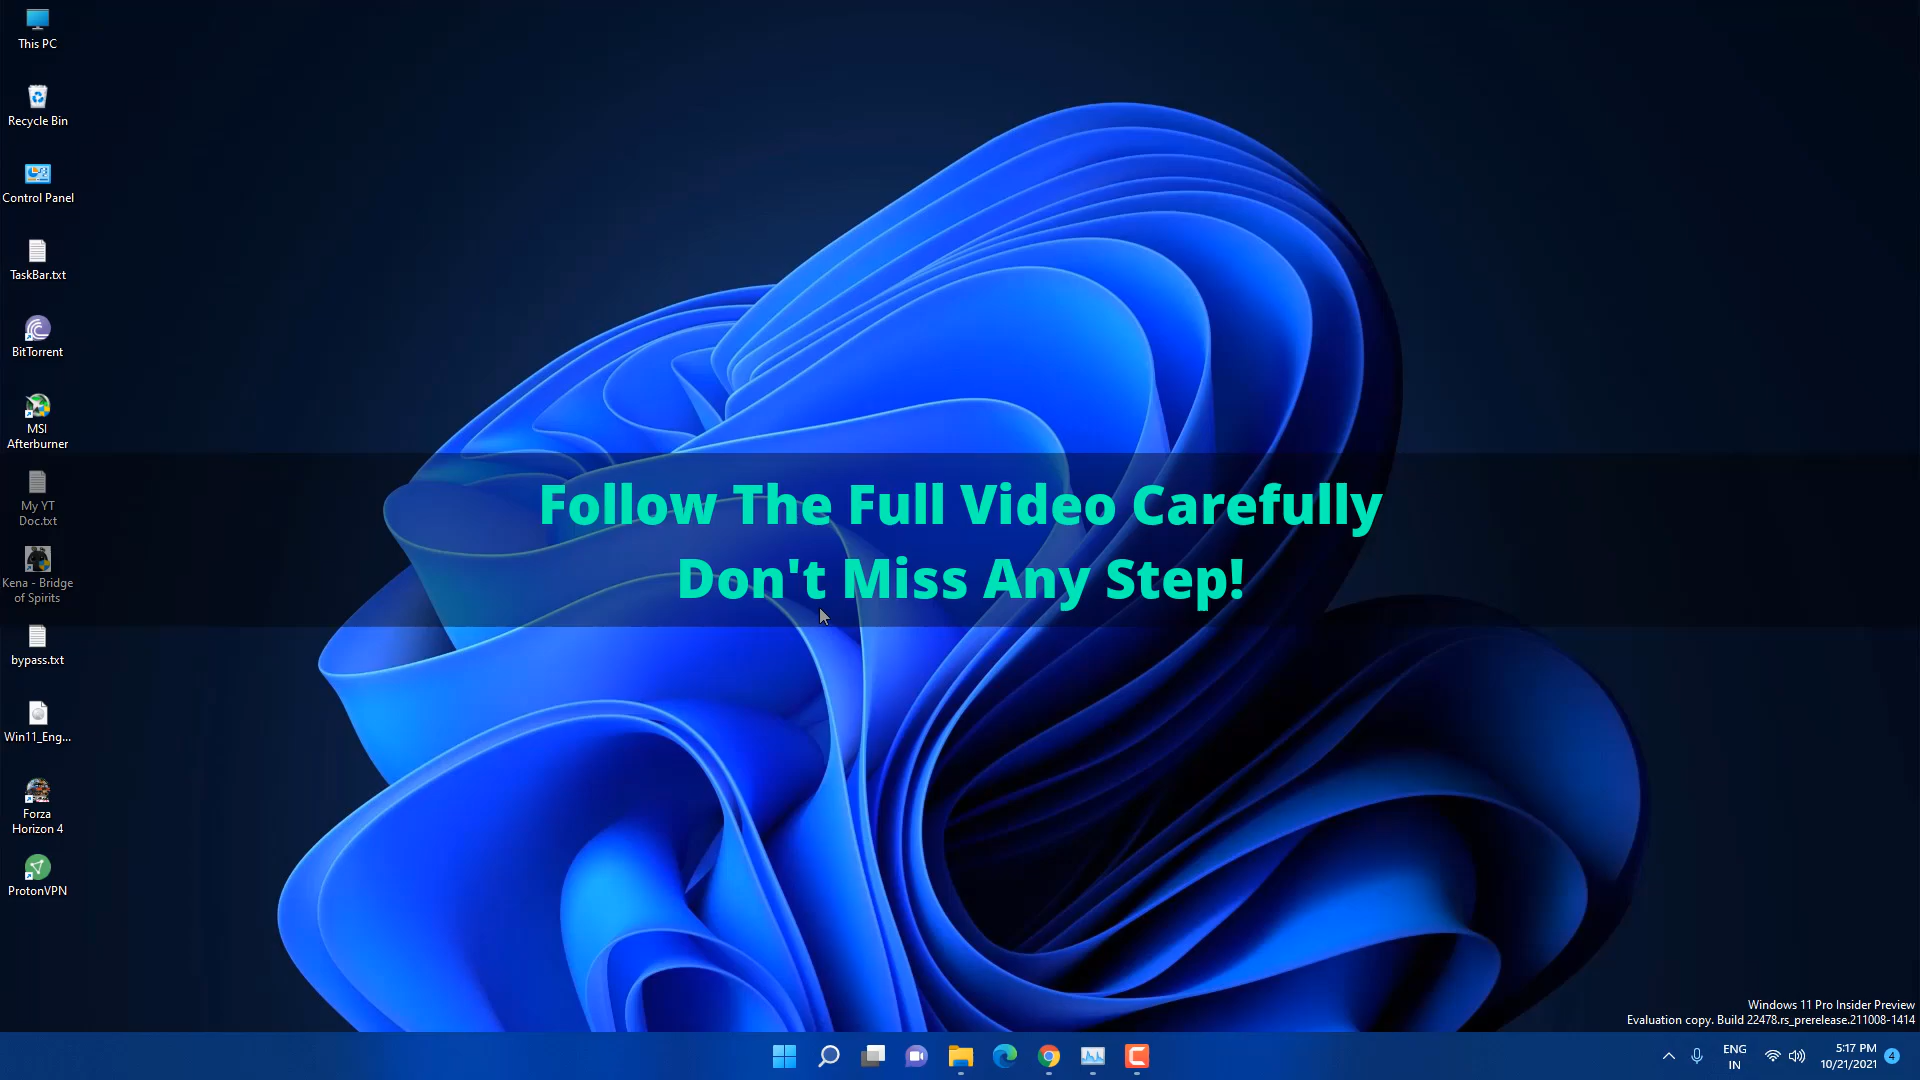 This PC
Recycle Bin
Control Panel
TaskBar.txt
BitTorrent
MSI
Afterburner
My YT
Doc.txt
Kena - Bridge
of Spirits
bypass.txt
Win11_Eng...
Forza
Horizon 4
ProtonVPN
Follow The Full Video Carefully
Don't Miss Any Step!
Windows 11 Pro Insider Preview
Evaluation copy. Build 22478.rs_prerelease.211008-1414
ENG
IN
5:17 PM
10/21/2021
4